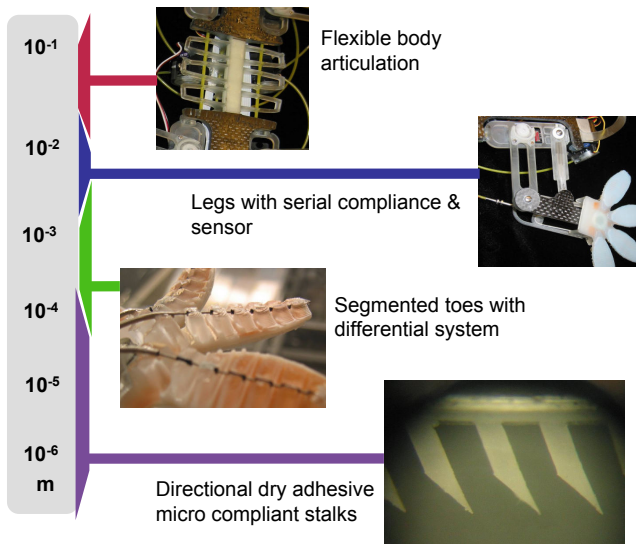 10-1
Flexible body
articulation
10-2
Legs with serial compliance &
sensor
10-3
10-4
Segmented toes with
differential system
10-5
10-6
m
Directional dry adhesive
micro compliant stalks